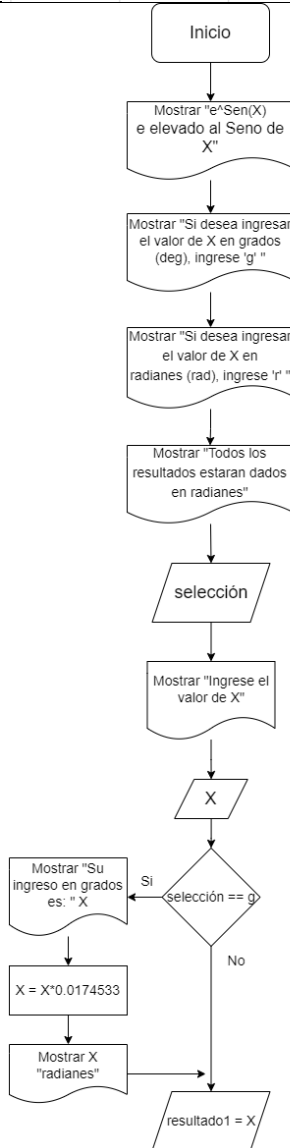 Inicio
Mostrar "e^Sen(X)
e elevado al Seno de
X"
Mostrar "Si desea ingresar
el valor de X en grados
(deg), ingrese 'g' "
Mostrar "Si desea ingresar
el valor de X en
radianes (rad), ingrese 'r' "
Mostrar "Todos los
resultados estaran dados
en radianes"
selección
Mostrar "Ingrese el
valor de X"
X
selección == g
Si
Mostrar "Su
ingreso en grados
es: " X
X = X*0.0174533
Mostrar X
"radianes"
No
resultado1 = X